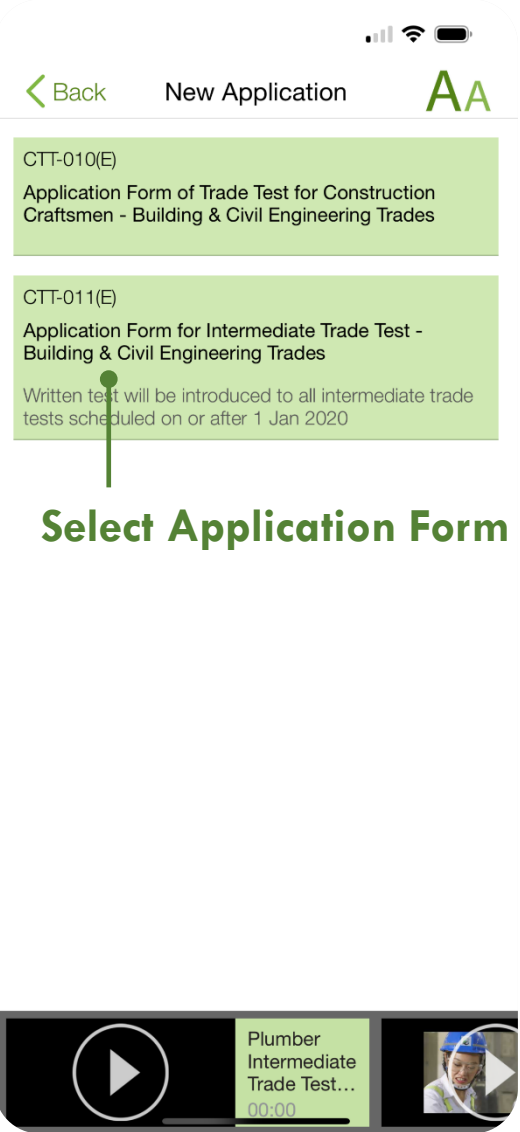 Back
New Application
AA
CTT-010(E)
Application Form of Trade Test for Construction
Craftsmen - Building & Civil Engineering Trades
CTT-011(E)
Application Form for Intermediate Trade Test -
Building & Civil Engineering Trades
Written test will be introduced to all intermediate trade
tests scheduled on or after 1 Jan 2020
Select Application Form
Plumber
Intermediate
Trade Test...
00:00